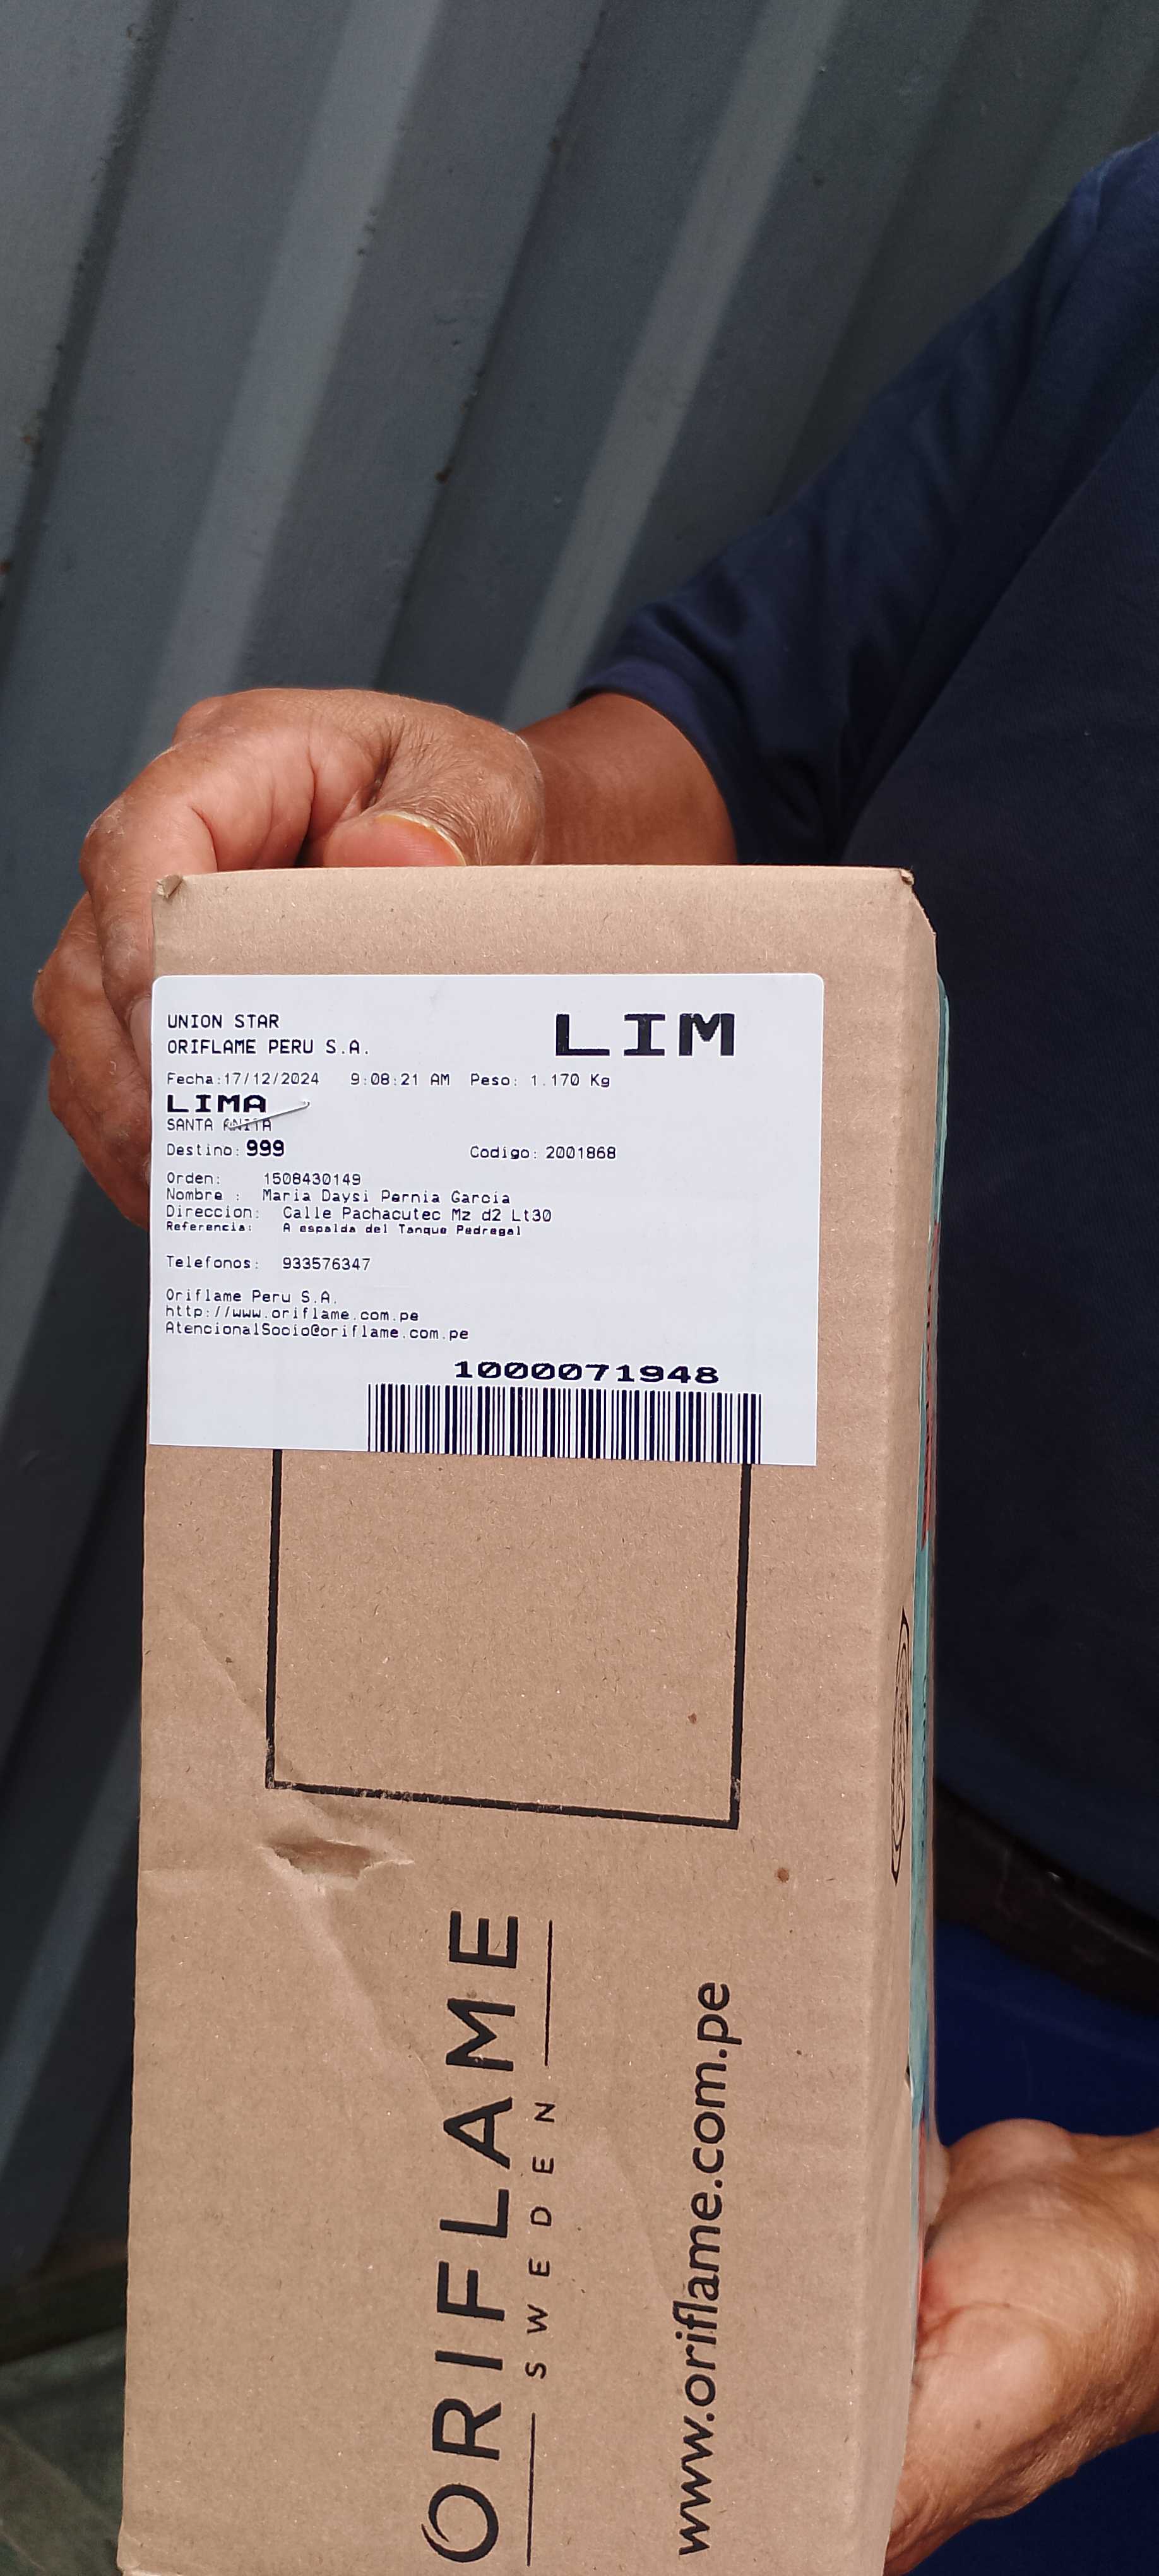 UNION STAR
LIM
ORIFLAME PERU S.A.
Fecha:17/12/2024 9:08:21 AM Peso: 1.170 Kg
LIMA
SANTA ANITA
Destino: 999 Codigo: 2001868
Orden: 1508430149
Nombre : Maria Daysi Pernia Garcia
Direccion: Calle Pachacutec Mz d2 Lt30
Referencia: A espalda del Tanque Pedregal
Telefonos: 933576347
Oriflame Peru S.A.
http://www.oriflame.com.pe
AtencionalSocio@oriflame.com.pe
1000071948
ORIFLAME
SWEDEN
www.oriflame.com.pe